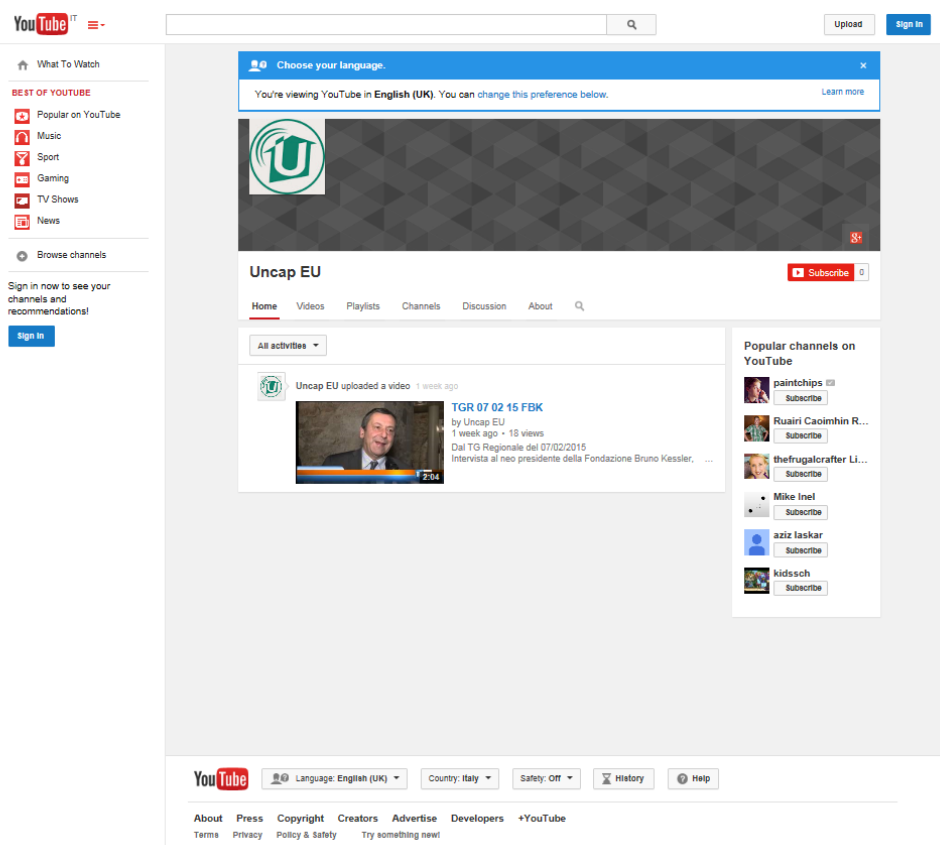 YouTube IT
Upload
Sign In
What To Watch
BEST OF YOUTUBE
Popular on YouTube
Music
Sport
Gaming
TV Shows
News
Browse channels
Sign in now to see your
channels and
recommendations!
Sign In
Choose your language.
×
You're viewing YouTube in English (UK). You can change this preference below.
Learn more
U
g+
Uncap EU
Subscribe 0
Home Videos Playlists Channels Discussion About
All activities
Uncap EU uploaded a video 1 week ago
TGR 07 02 15 FBK
by Uncap EU
1 week ago • 18 views
Dal TG Regionale del 07/02/2015
Intervista al neo presidente della Fondazione Bruno Kessler, ...
2:04
Popular channels on
YouTube
paintchips
Subscribe
Ruairi Caoimhin R...
Subscribe
thefrugalcrafter Li...
Subscribe
Mike Inel
Subscribe
aziz laskar
Subscribe
kidssch
Subscribe
YouTube
Language: English (UK)
Country: Italy
Safety: Off
History
Help
About Press Copyright Creators Advertise Developers +YouTube
Terms Privacy Policy & Safety Try something new!